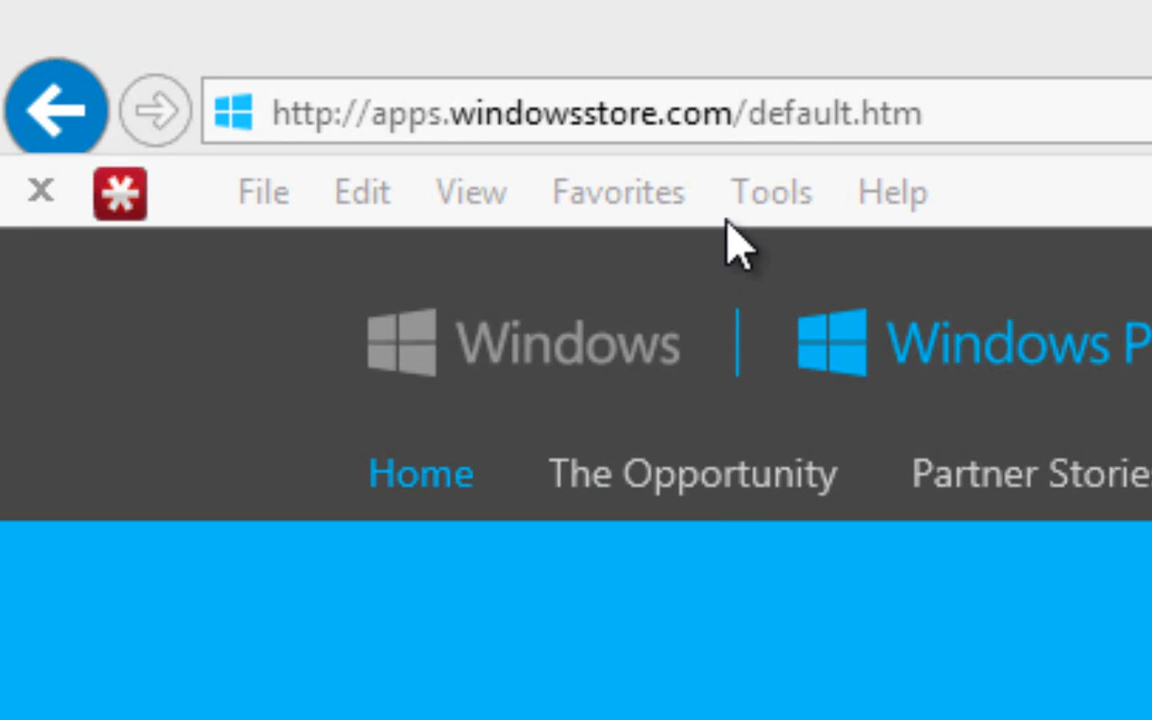 http://apps.windowsstore.com/default.htm
File Edit View Favorites Tools Help
Windows Windows P
Home The Opportunity Partner Storie